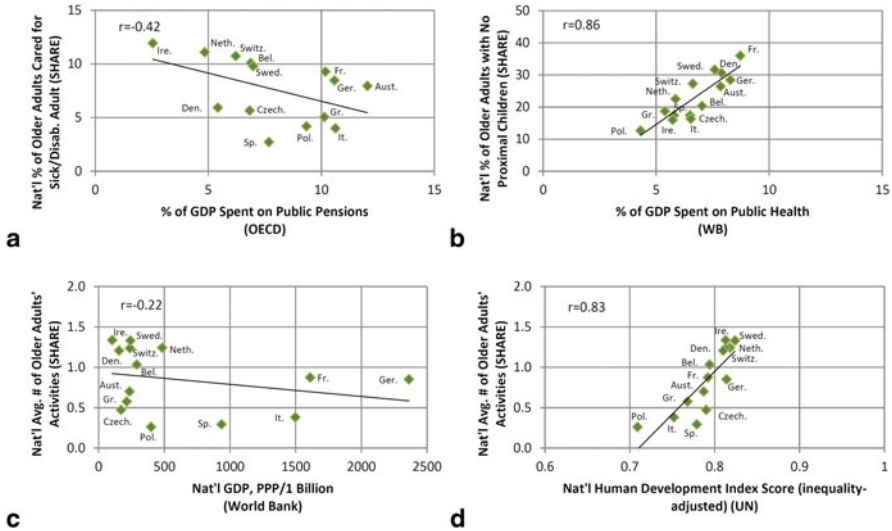 Nat'l % of Older Adults Cared for
Sick/Disab. Adult (SHARE)
20
15
10
5
0
r=-0.42
Ire.
Neth.
Switz.
Bel.
Swed.
Fr.
Ger.
Aust.
Den.
Czech.
Gr.
Sp.
Pol.
It.
0
5
10
15
% of GDP Spent on Public Pensions
(OECD)
a
Nat'l % of Older Adults with No
Proximal Children (SHARE)
50
40
30
20
10
0
r=0.86
Fr.
Swed.
Den.
Switz.
Ger.
Neth.
Aust.
Bel.
Gr.
Sp.
Pol.
Ire.
It.
Czech.
0
5
10
15
% of GDP Spent on Public Health
(WB)
b
Nat'l Avg. # of Older Adults'
Activities (SHARE)
2.0
1.5
1.0
0.5
0.0
r=-0.22
Ire.
Swed.
Den.
Switz.
Neth.
Bel.
Aust.
Gr.
Czech.
Pol.
Sp.
It.
Fr.
Ger.
0
500
1000
1500
2000
2500
Nat'l GDP, PPP/1 Billion
(World Bank)
c
Nat'l Avg. # of Older Adults'
Activities (SHARE)
2.0
1.5
1.0
0.5
0.0
r=0.83
Ire.
Swed.
Den.
Neth.
Switz.
Bel.
Fr.
Aust.
Ger.
Gr.
Czech.
Pol.
It.
Sp.
0.6
0.7
0.8
0.9
1
Nat'l Human Development Index Score (inequality-
adjusted) (UN)
d